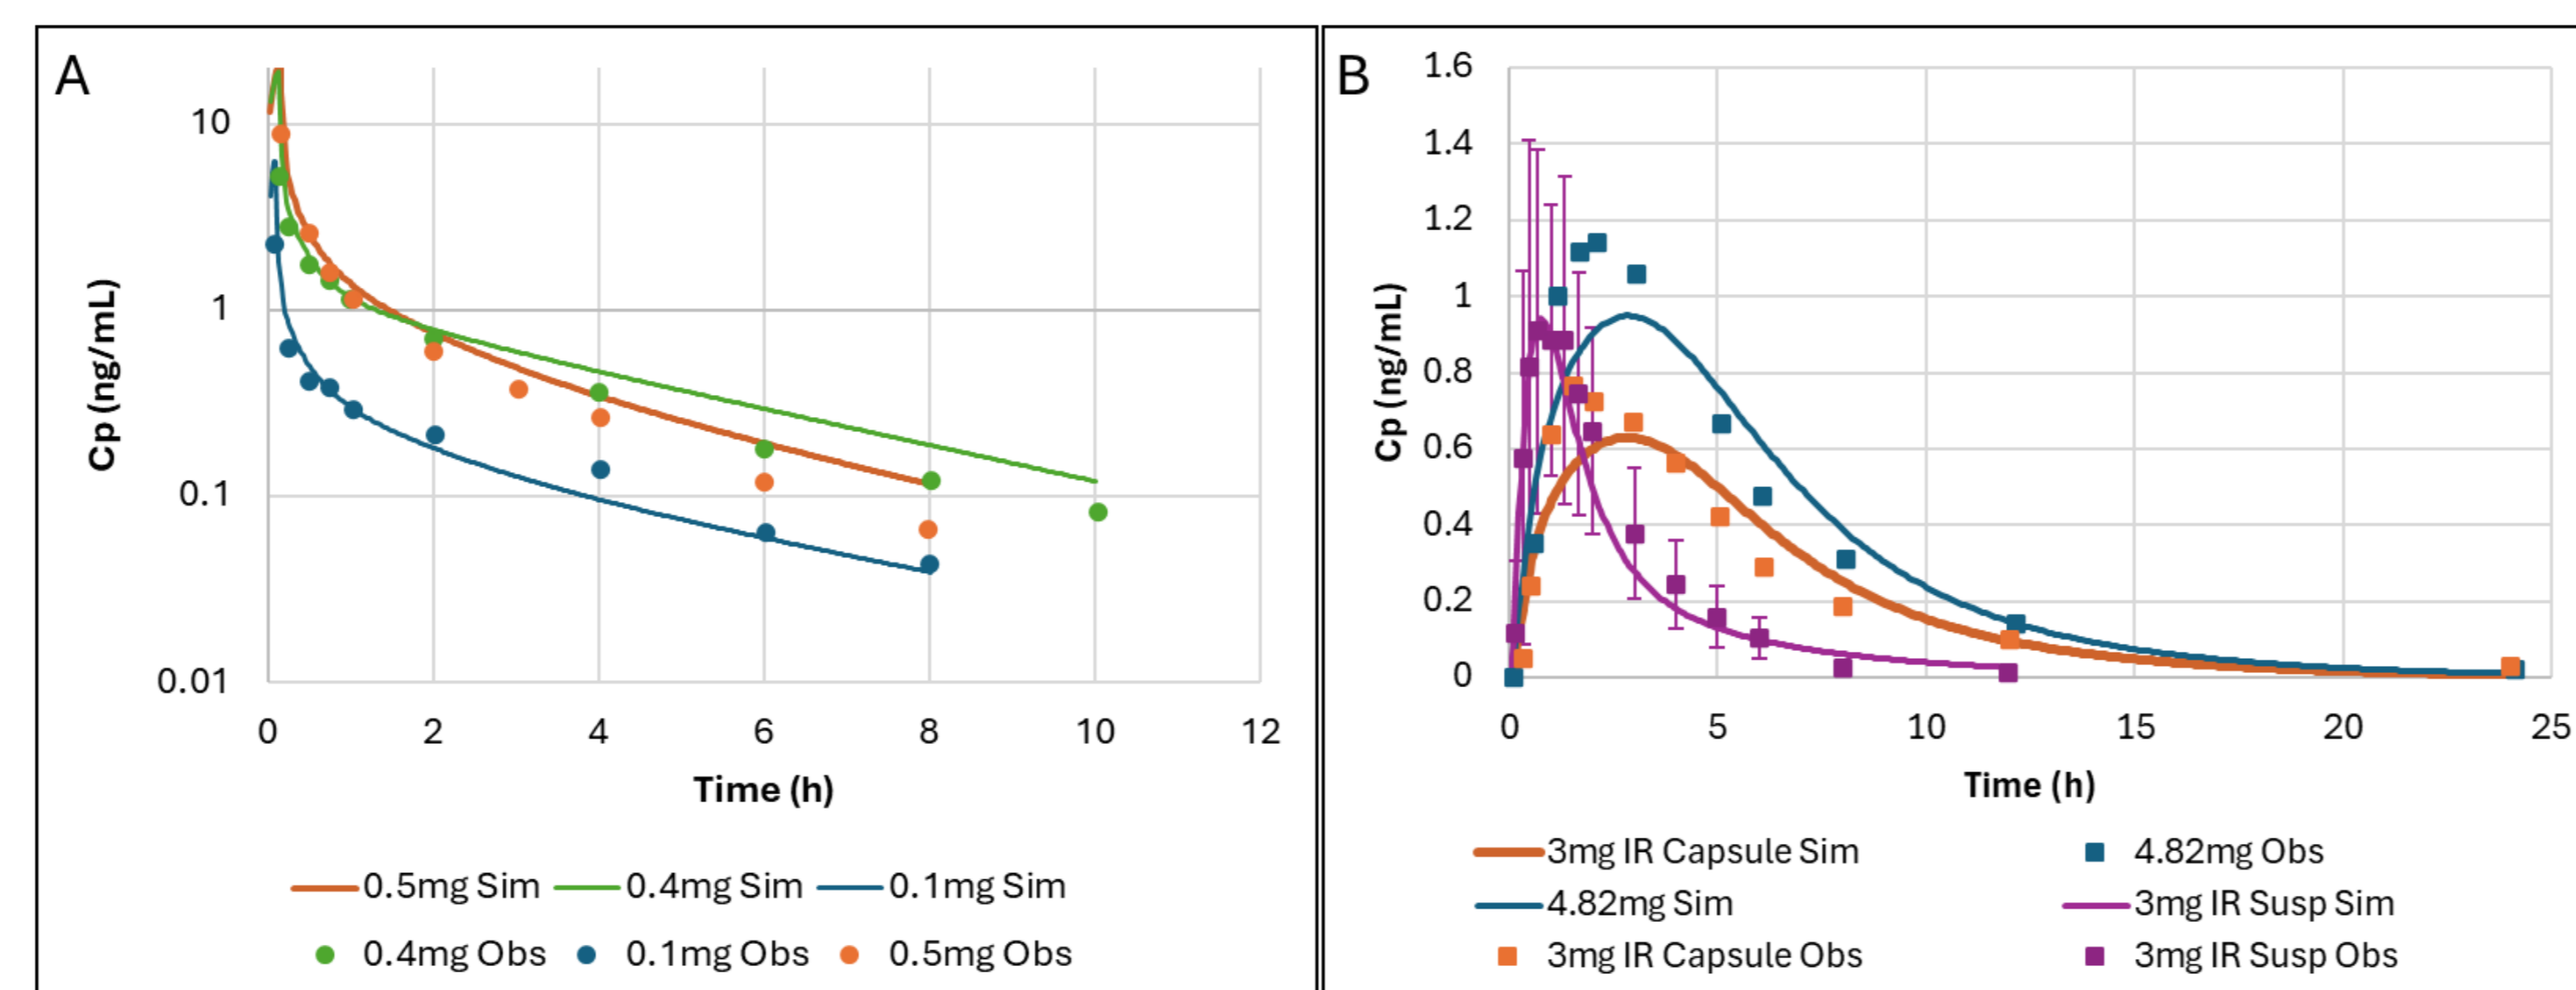 A
Cp (ng/mL)
10
1
0.1
0.01
0 2 4 6 8 10 12
Time (h)
0.5mg Sim 0.4mg Sim 0.1mg Sim
0.4mg Obs 0.1mg Obs 0.5mg Obs
B
Cp (ng/mL)
1.6
1.4
1.2
1
0.8
0.6
0.4
0.2
0
0 5 10 15 20 25
Time (h)
3mg IR Capsule Sim 4.82mg Obs
4.82mg Sim 3mg IR Susp Sim
3mg IR Capsule Obs 3mg IR Susp Obs